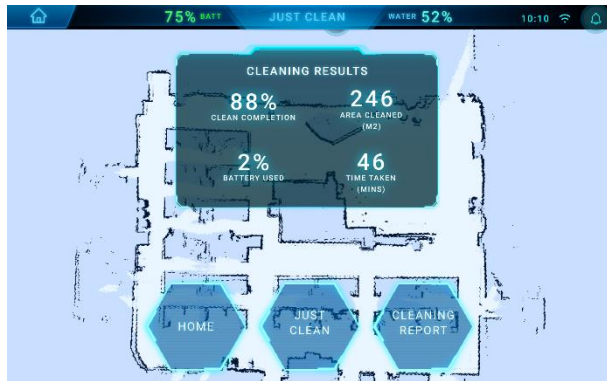 75% BATT JUST CLEAN WATER 52% 10:10
CLEANING RESULTS
88%
CLEAN COMPLETION
246
AREA CLEANED
(M2)
2%
BATTERY USED
46
TIME TAKEN
(MINS)
HOME
JUST
CLEAN
CLEANING
REPORT